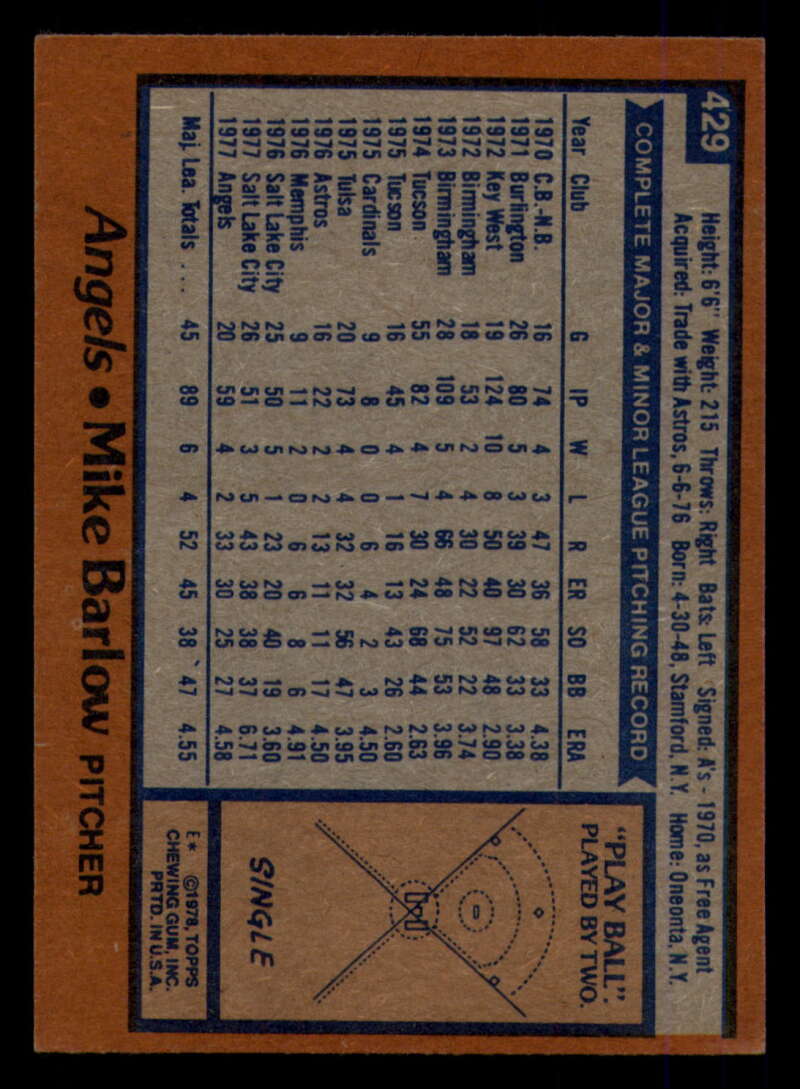 429
Height: 6'6" Weight: 215 Throws: Right Bats: Left Signed: A's - 1970, as Free Agent
Acquired: Trade with Astros, 6-6-76 Born: 4-30-48, Stamford, N.Y. Home: Oneonta, N.Y.
COMPLETE MAJOR & MINOR LEAGUE PITCHING RECORD
Year Club G IP W L R ER SO BB ERA
1970 C.B.-N.B. 16 74 4 3 47 36 58 33 4.38
1971 Burlington 26 80 5 3 39 30 62 33 3.38
1972 Key West 19 124 10 8 50 40 97 48 2.90
1972 Birmingham 18 53 2 4 30 22 52 22 3.74
1973 Birmingham 28 109 5 4 66 48 75 53 3.96
1974 Tucson 55 82 4 7 30 24 68 44 2.63
1975 Tucson 16 45 4 1 16 13 43 26 2.60
1975 Cardinals 9 8 0 0 6 4 2 3 4.50
1975 Tulsa 20 73 4 4 32 32 56 47 3.95
1976 Astros 16 22 2 2 13 11 11 17 4.50
1976 Memphis 9 11 2 0 6 6 8 6 4.91
1976 Salt Lake City 25 50 5 1 23 20 40 19 3.60
1977 Salt Lake City 26 51 3 5 43 38 38 37 6.71
1977 Angels 20 59 4 2 33 30 25 27 4.58
Maj. Lea. Totals .... 45 89 6 4 52 45 38 47 4.55
"PLAY BALL".
PLAYED BY TWO.
SINGLE
E* ©1978, TOPPS
CHEWING GUM, INC.
PRTD. IN U.S.A.
Angels • Mike Barlow PITCHER